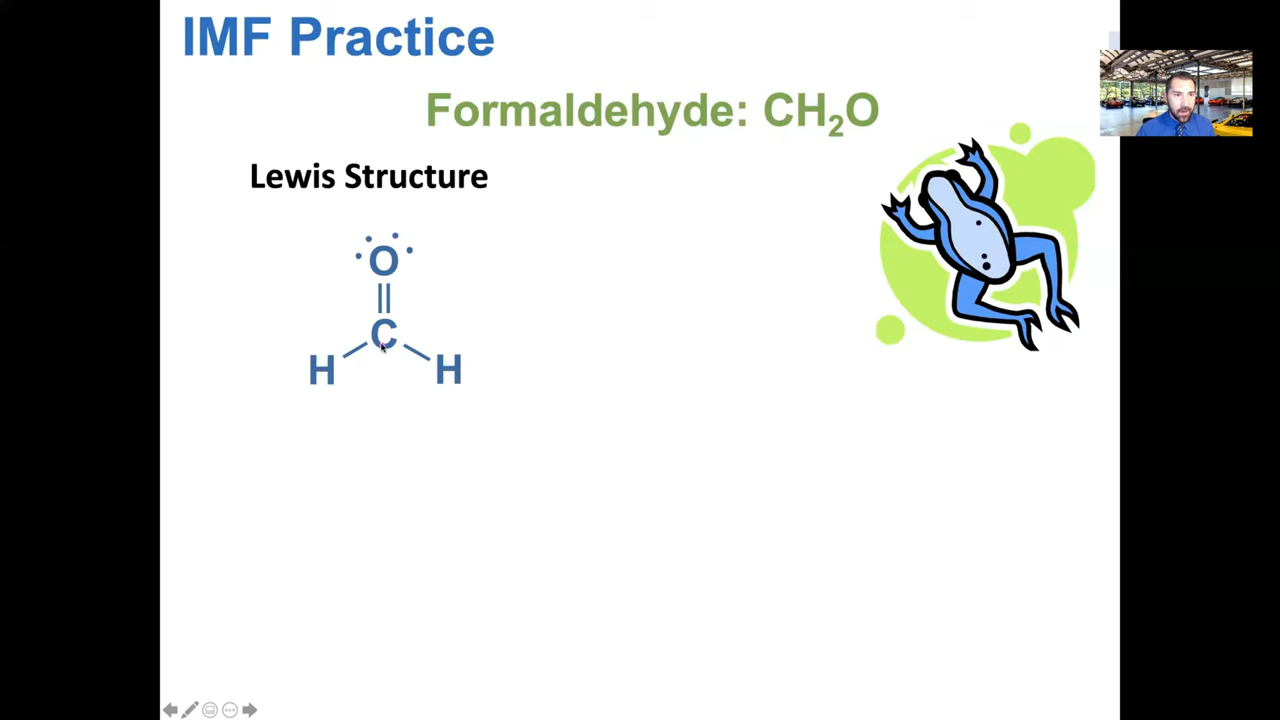 IMF Practice
Formaldehyde: CH₂O
Lewis Structure
O
C
H H